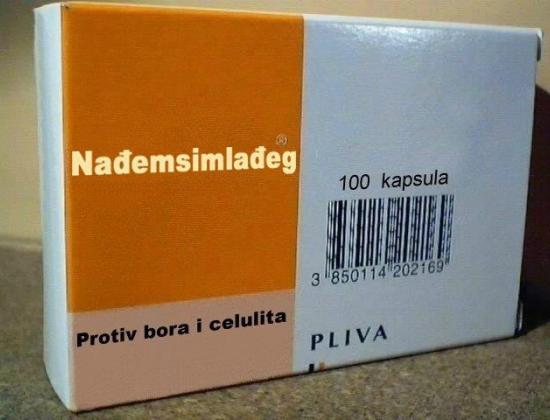 Nađemsimlađeg®
Protiv bora i celulita
100 kapsula
3 850114 202169
PLIVA